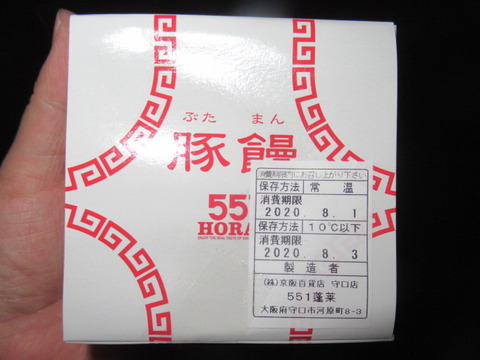 ぶた まん
豚饅
消費期限内にお召し上がり下さい
保存方法 常温
消費期限
2020. 8. 1
保存方法 10℃以下
消費期限
2020. 8. 3
製造者
(株)京阪百貨店 守口店
551蓬莱
大阪府守口市河原町8-3
55
HORA